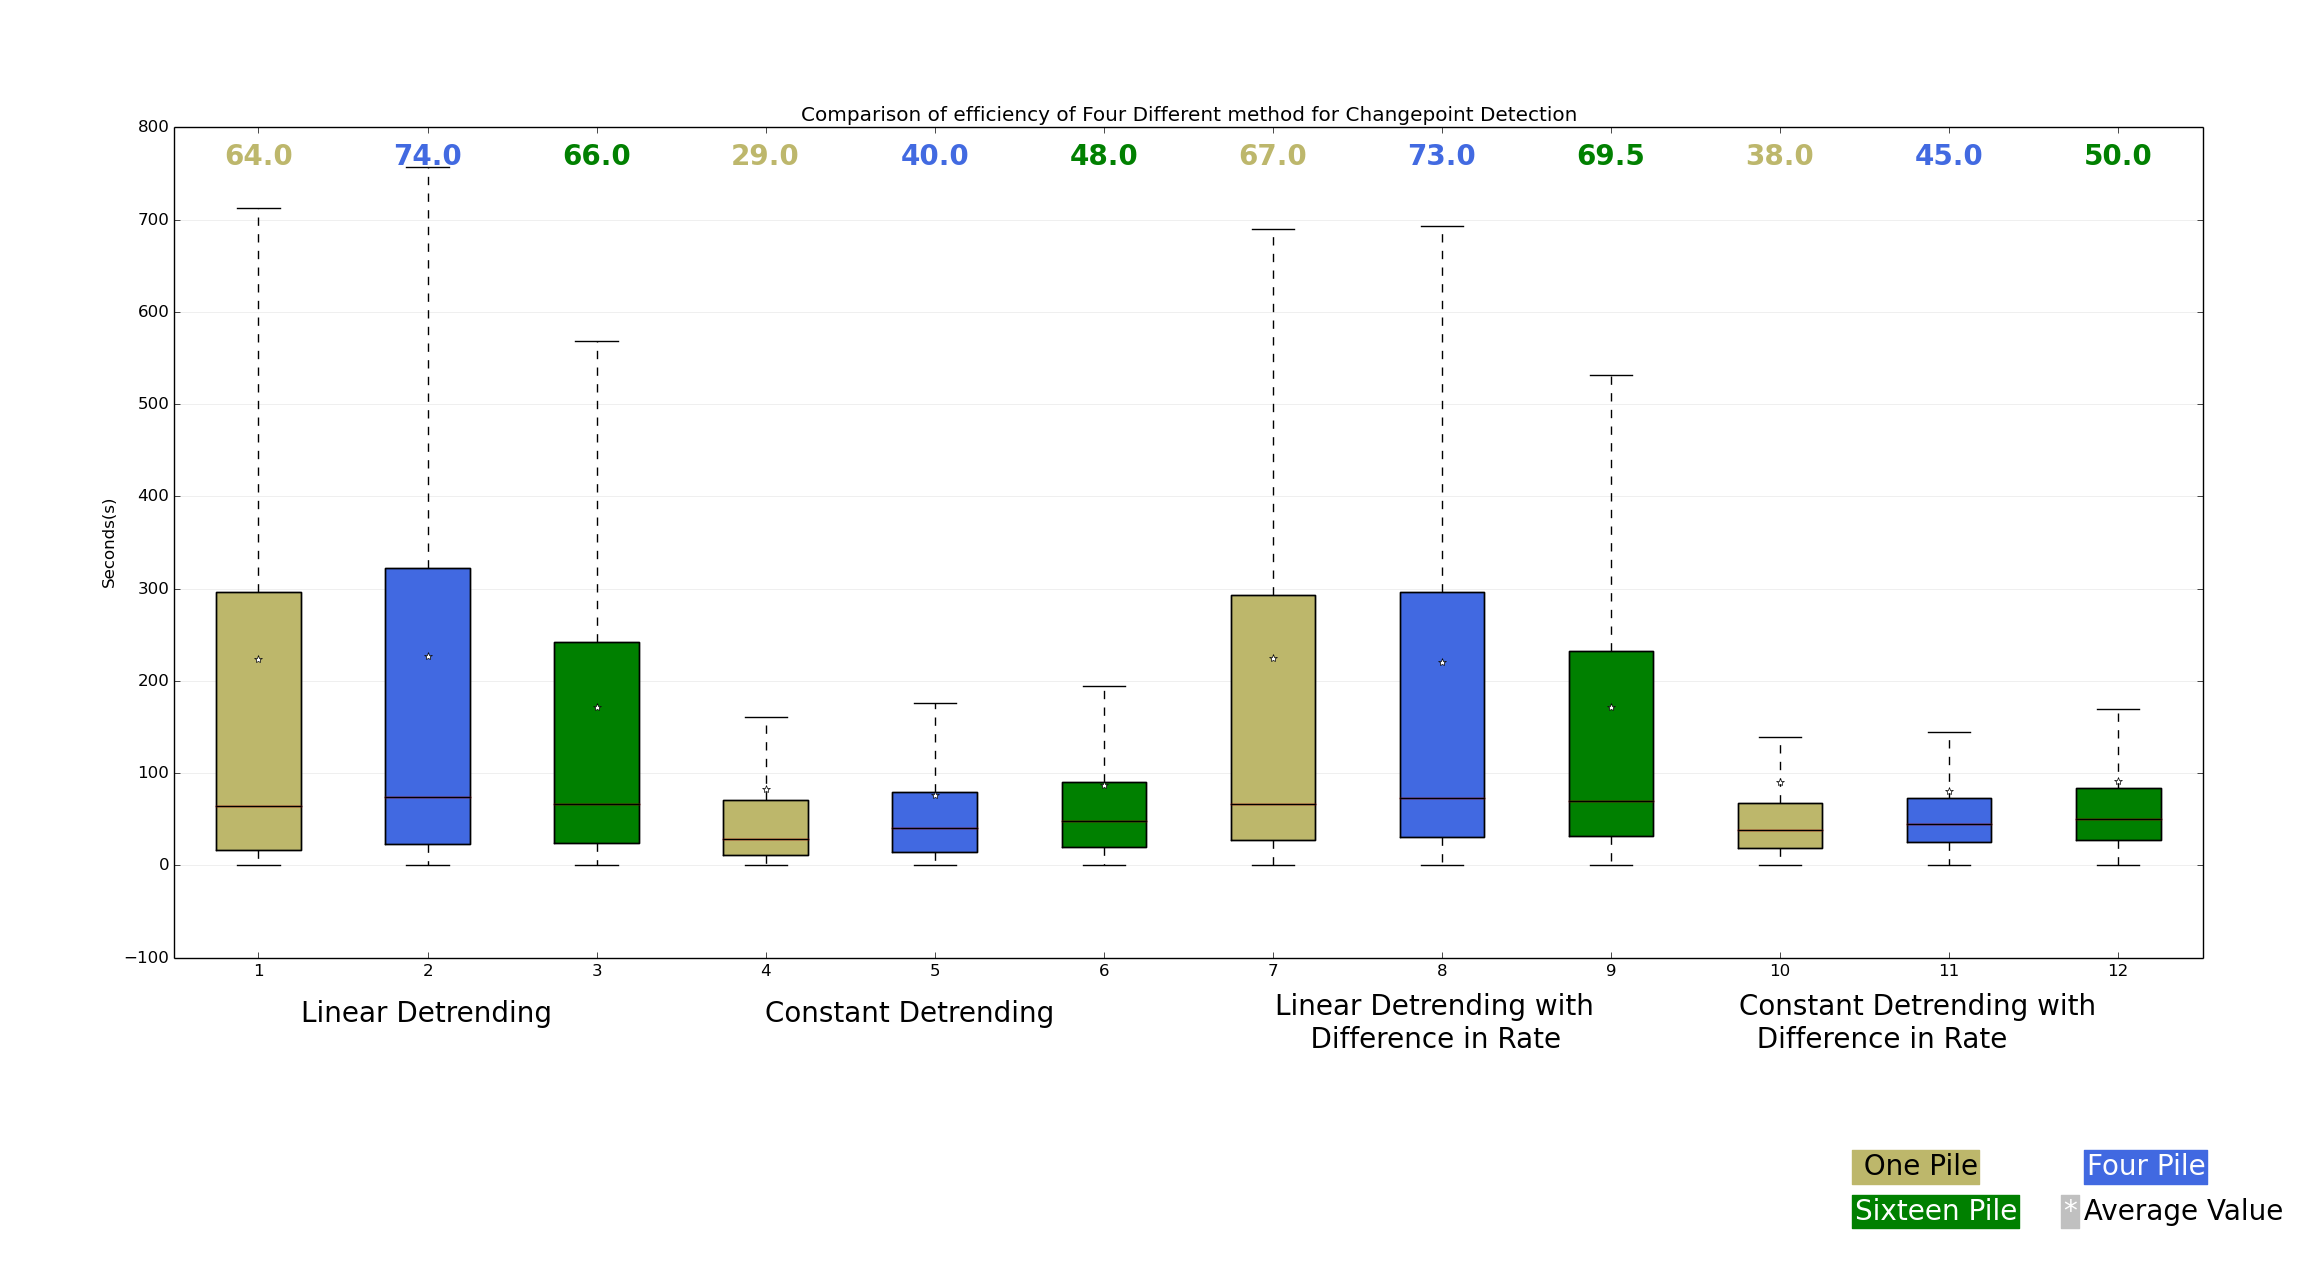 Comparison of efficiency of Four Different method for Changepoint Detection
800
64.0 74.0 66.0 29.0 40.0 48.0 67.0 73.0 69.5 38.0 45.0 50.0
700
600
500
400
Seconds(s)
300
200
100
0
−100
1 2 3 4 5 6 7 8 9 10 11 12
Linear Detrending
Constant Detrending
Linear Detrending with
Difference in Rate
Constant Detrending with
Difference in Rate
One Pile
Four Pile
Sixteen Pile
* Average Value